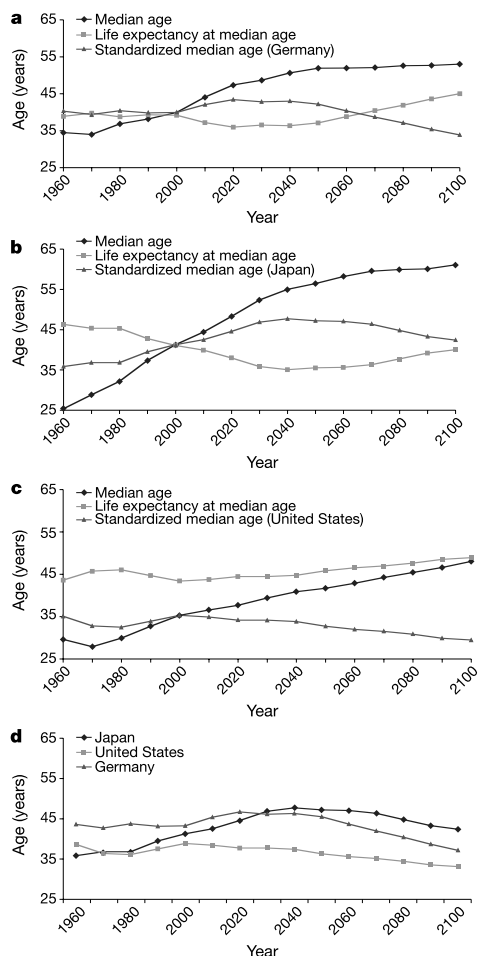 a
Median age
Life expectancy at median age
Standardized median age (Germany)
Age (years)
65
55
45
35
25
1960
1980
2000
2020
2040
2060
2080
2100
Year
b
Median age
Life expectancy at median age
Standardized median age (Japan)
Age (years)
65
55
45
35
25
1960
1980
2000
2020
2040
2060
2080
2100
Year
c
Median age
Life expectancy at median age
Standardized median age (United States)
Age (years)
65
55
45
35
25
1960
1980
2000
2020
2040
2060
2080
2100
Year
d
Japan
United States
Germany
Age (years)
65
55
45
35
25
1960
1980
2000
2020
2040
2060
2080
2100
Year